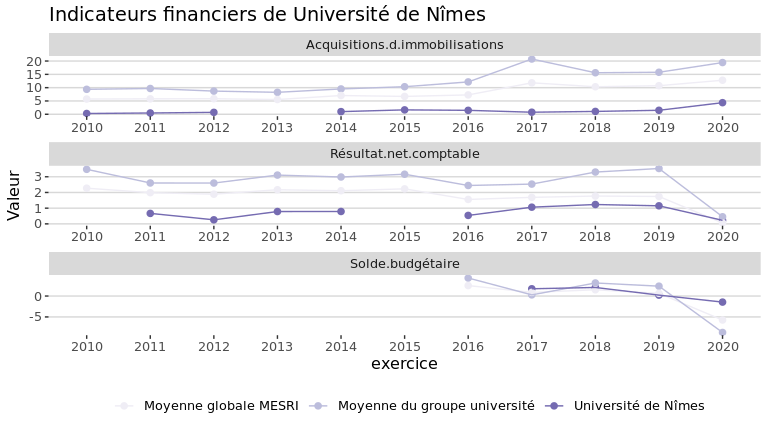 Indicateurs financiers de Université de Nîmes
Acquisitions.d.immobilisations
20
15
10
5
0
2010 2011 2012 2013 2014 2015 2016 2017 2018 2019 2020
Résultat.net.comptable
3
2
1
0
2010 2011 2012 2013 2014 2015 2016 2017 2018 2019 2020
Valeur
Solde.budgétaire
0
-5
2010 2011 2012 2013 2014 2015 2016 2017 2018 2019 2020
exercice
Moyenne globale MESRI Moyenne du groupe université Université de Nîmes